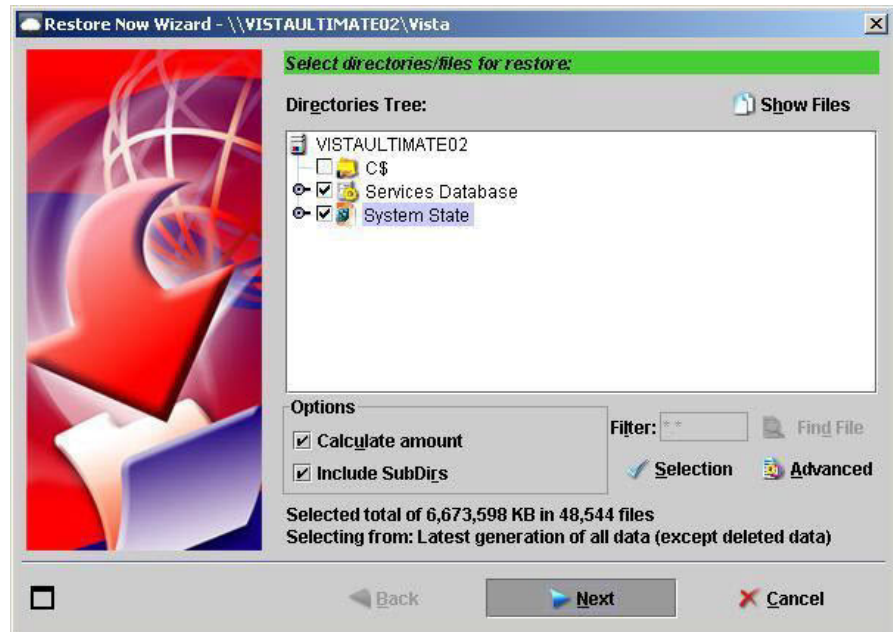 Restore Now Wizard - \\VISTAULTIMATE02\Vista
Select directories/files for restore:
Directories Tree:
Show Files
VISTAULTIMATE02
C$
Services Database
System State
Options
Calculate amount
Include SubDirs
Filter: *.*
Find File
Selection
Advanced
Selected total of 6,673,598 KB in 48,544 files
Selecting from: Latest generation of all data (except deleted data)
Back
Next
Cancel